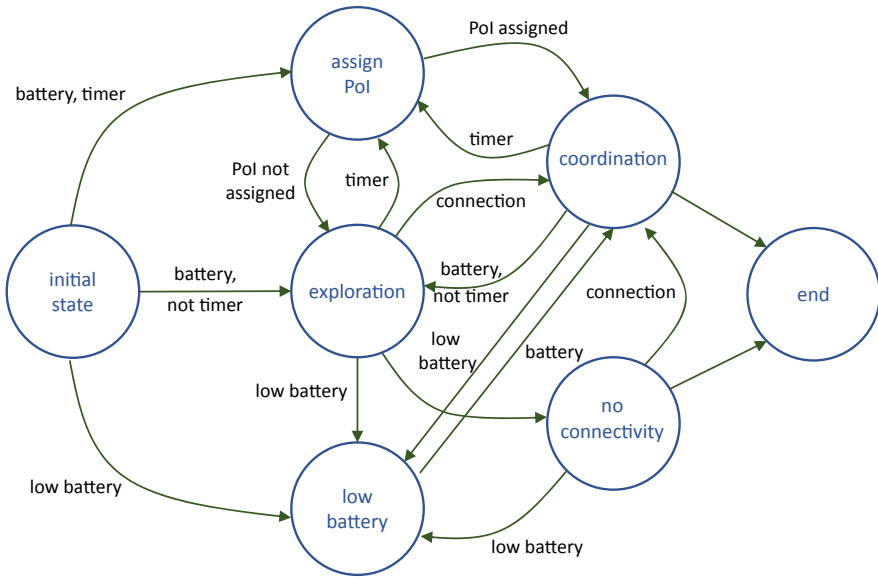 PoI assigned
assign
PoI
battery, timer
timer
coordination
PoI not
assigned
timer
connection
initial
state
battery,
not timer
exploration
battery,
not timer
connection
end
low
battery
battery
low battery
no
connectivity
low battery
low
battery
low battery